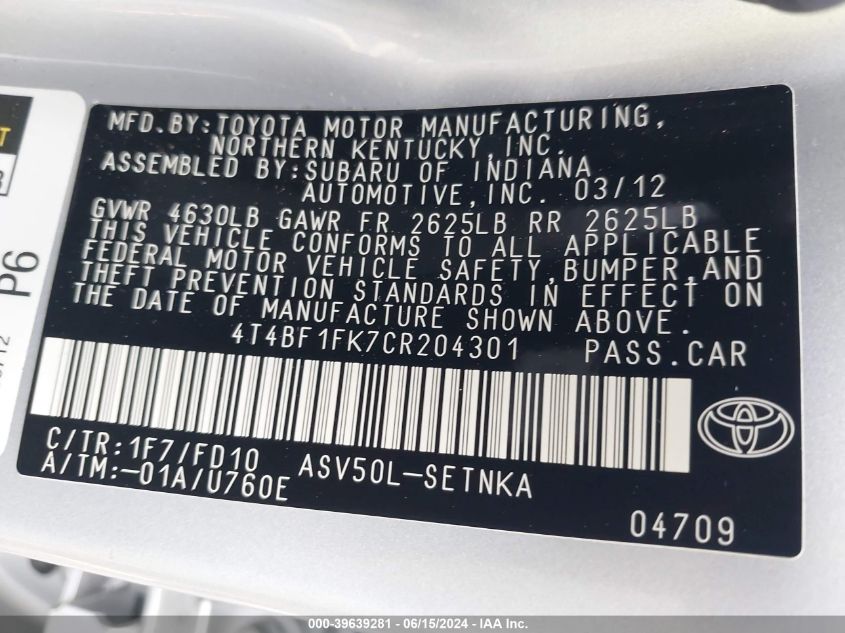 MFD.BY:TOYOTA MOTOR MANUFACTURING,
NORTHERN KENTUCKY,INC.
ASSEMBLED BY:SUBARU OF INDIANA
AUTOMOTIVE,INC. 03/12
GVWR 4630LB GAWR FR 2625LB RR 2625LB
THIS VEHICLE CONFORMS TO ALL APPLICABLE
FEDERAL MOTOR VEHICLE SAFETY,BUMPER,AND
THEFT PREVENTION STANDARDS IN EFFECT ON
THE DATE OF MANUFACTURE SHOWN ABOVE.
4T4BF1FK7CR204301 PASS.CAR
C/TR:1F7/FD10 ASV50L-SETNKA
A/TM:-01A/U760E
04709
P6
000-39639281 - 06/15/2024 - IAA Inc.